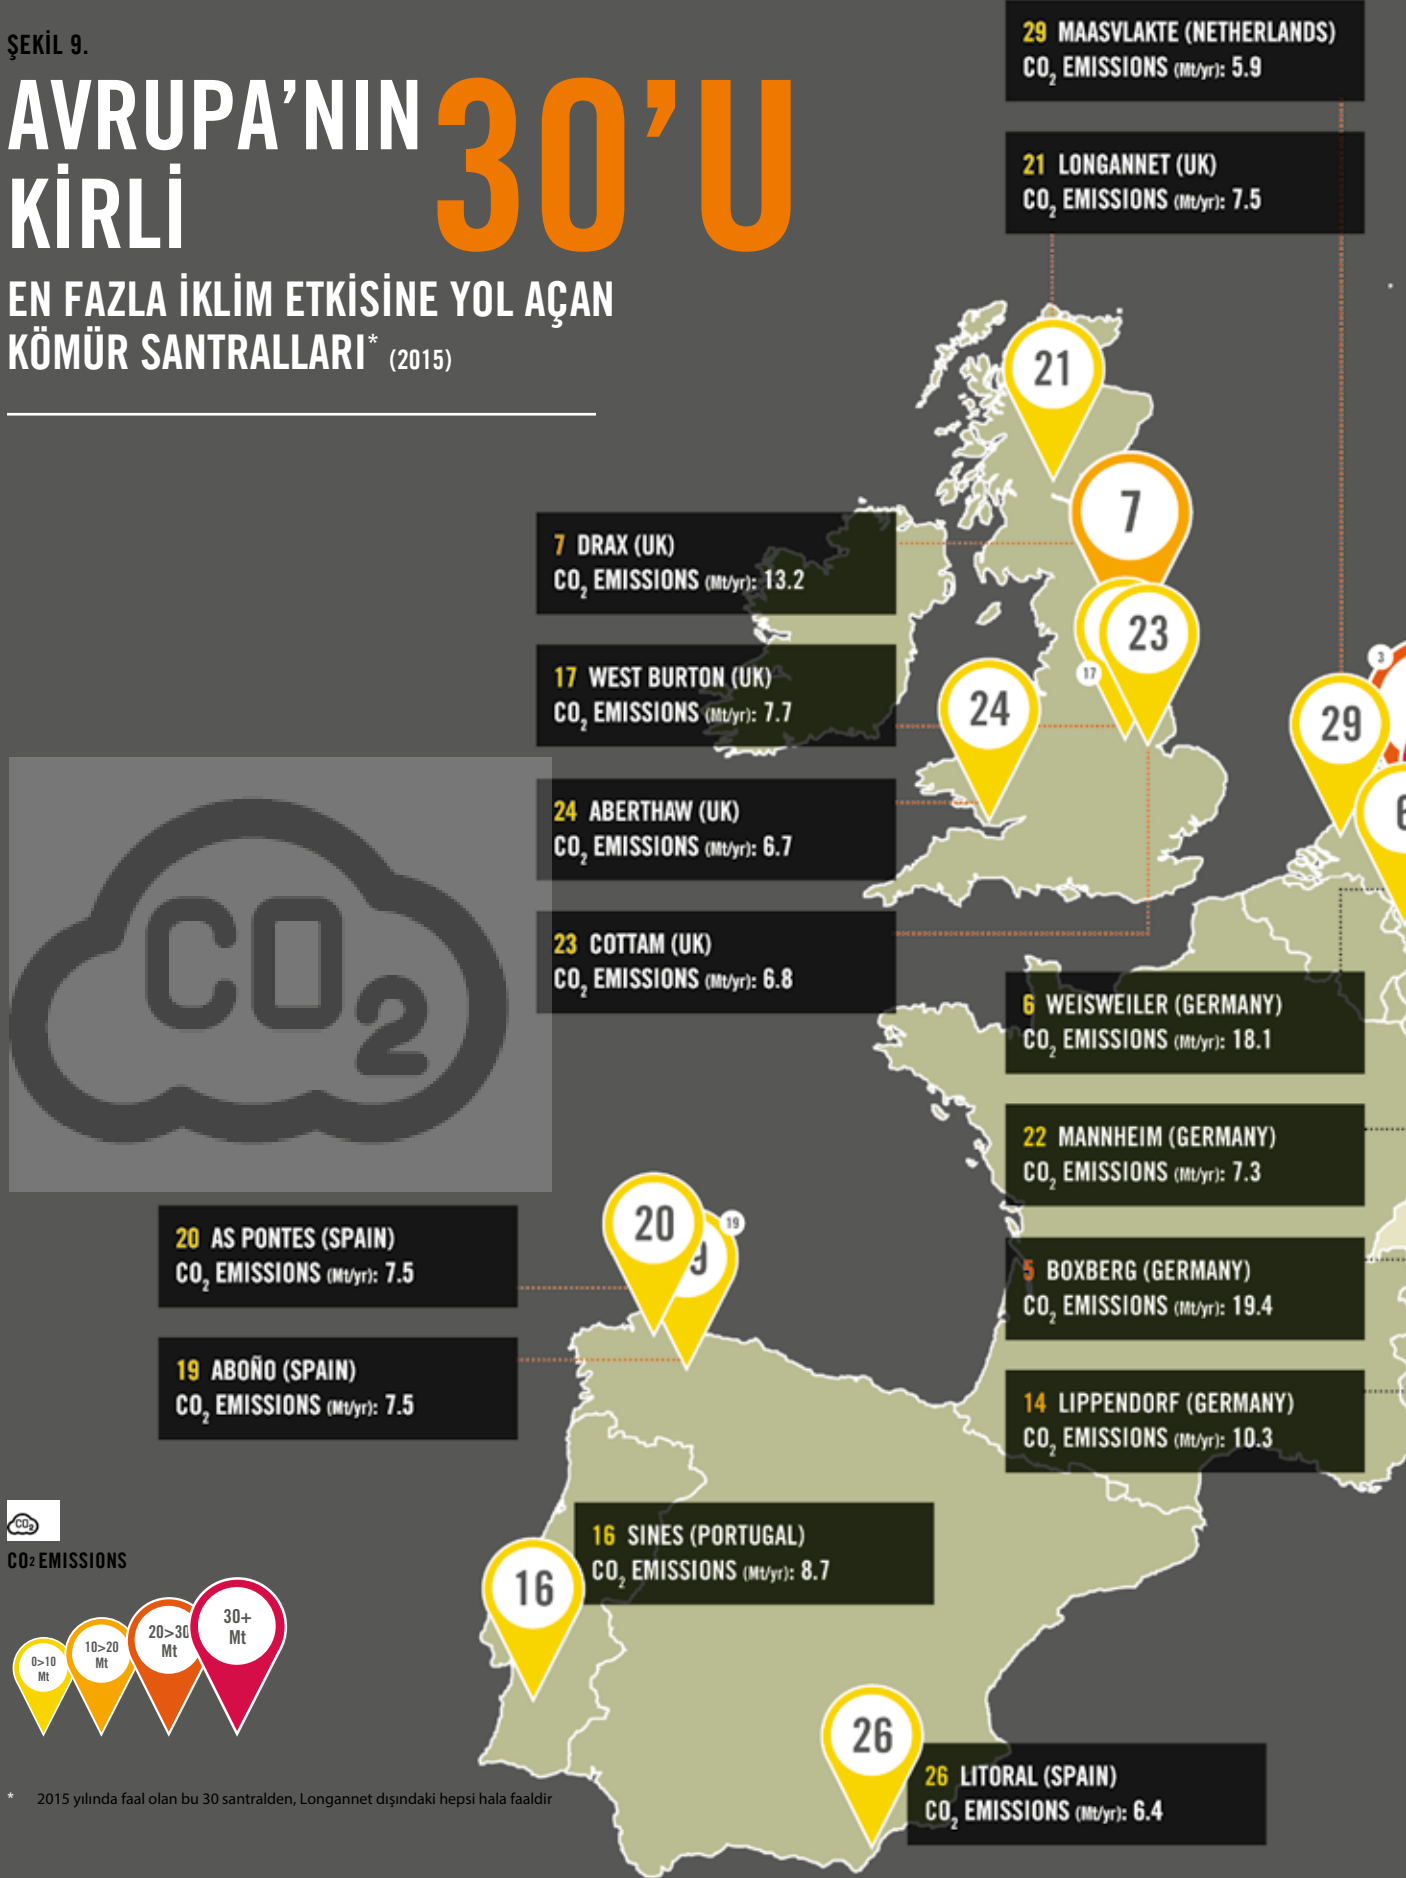 ŞEKİL 9.
AVRUPA’NIN 30’U
KİRLİ
EN FAZLA İKLİM ETKİSİNE YOL AÇAN
KÖMÜR SANTRALLARI* (2015)
29 MAASVLAKTE (NETHERLANDS)
CO2 EMISSIONS (Mt/yr): 5.9
21 LONGANNET (UK)
CO2 EMISSIONS (Mt/yr): 7.5
*
21
7
7 DRAX (UK)
CO2 EMISSIONS (Mt/yr): 13.2
23
17
17 WEST BURTON (UK)
CO2 EMISSIONS (Mt/yr): 7.7
24
3
29
6
24 ABERTHAW (UK)
CO2 EMISSIONS (Mt/yr): 6.7
23 COTTAM (UK)
CO2 EMISSIONS (Mt/yr): 6.8
CO2
6 WEISWEILER (GERMANY)
CO2 EMISSIONS (Mt/yr): 18.1
22 MANNHEIM (GERMANY)
CO2 EMISSIONS (Mt/yr): 7.3
20
19
9
20 AS PONTES (SPAIN)
CO2 EMISSIONS (Mt/yr): 7.5
5 BOXBERG (GERMANY)
CO2 EMISSIONS (Mt/yr): 19.4
19 ABOÑO (SPAIN)
CO2 EMISSIONS (Mt/yr): 7.5
14 LIPPENDORF (GERMANY)
CO2 EMISSIONS (Mt/yr): 10.3
16 SINES (PORTUGAL)
CO2 EMISSIONS (Mt/yr): 8.7
16
CO2
CO2 EMISSIONS
0>10
Mt
10>20
Mt
20>30
Mt
30+
Mt
26
26 LITORAL (SPAIN)
CO2 EMISSIONS (Mt/yr): 6.4
* 2015 yılında faal olan bu 30 santralden, Longannet dışındaki hepsi hala faaldir